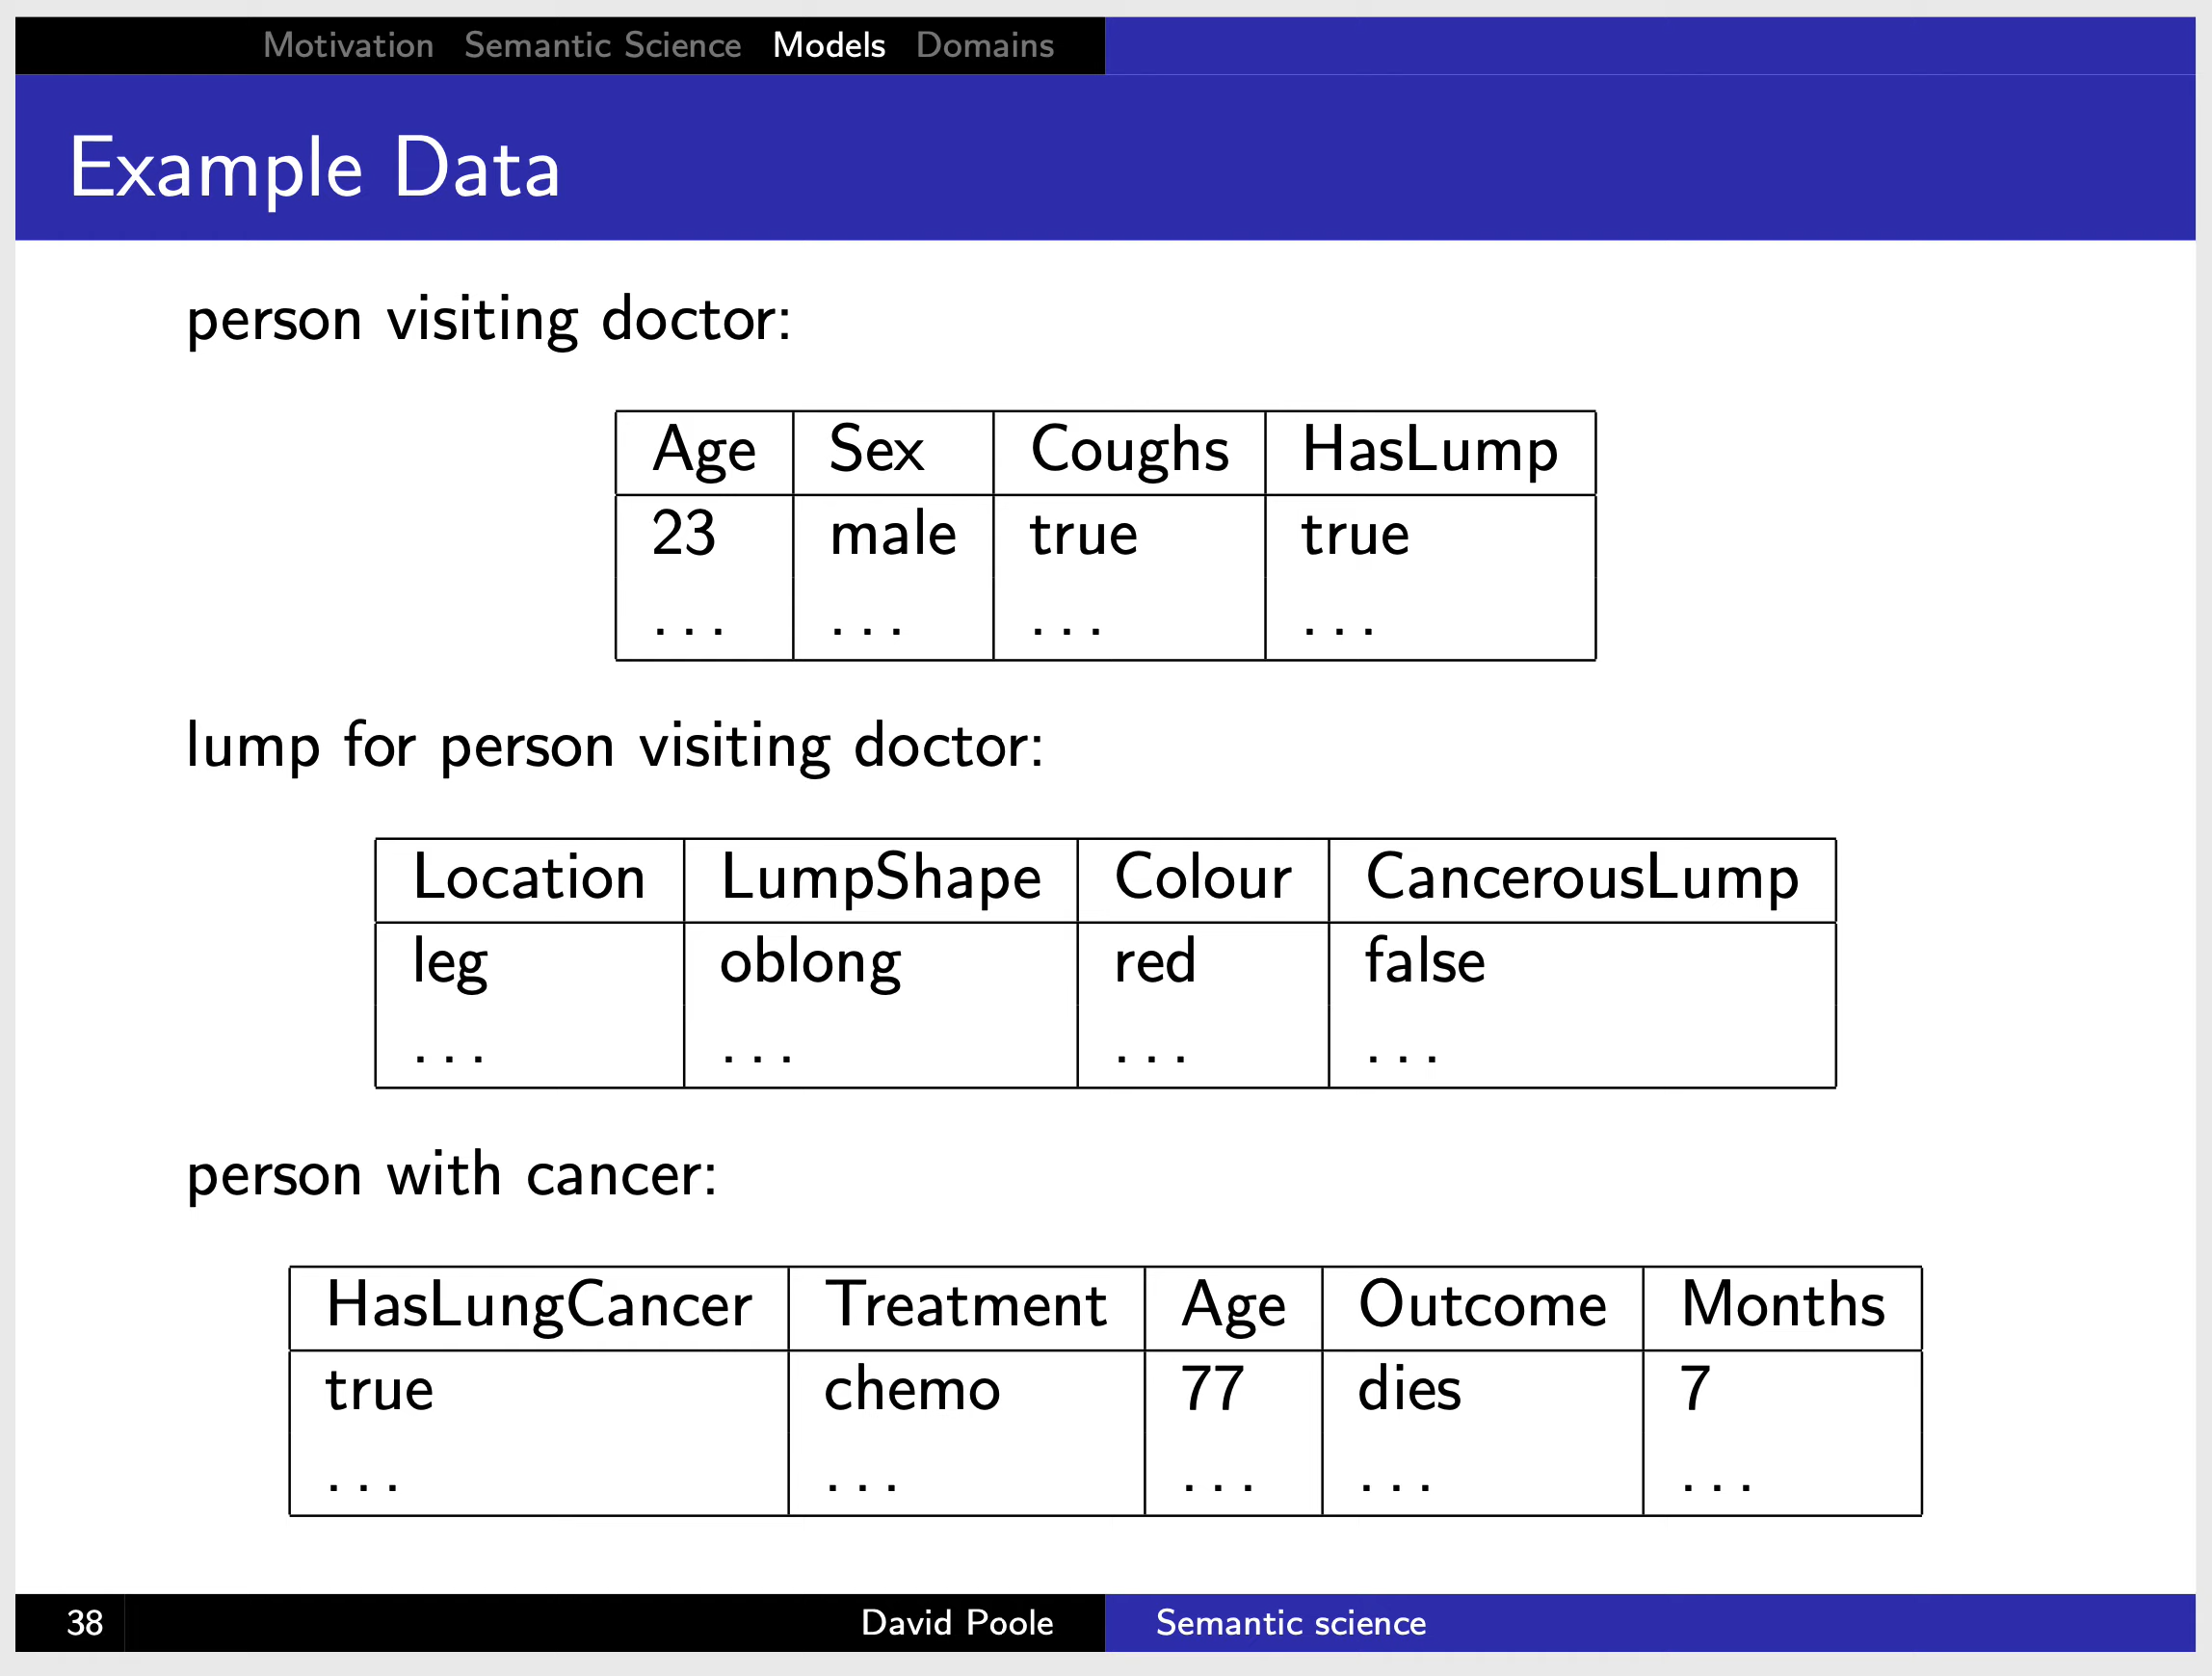 Motivation Semantic Science Models Domains
Example Data
person visiting doctor:
Age Sex Coughs HasLump
23 male true true
... ... ... ...
lump for person visiting doctor:
Location LumpShape Colour CancerousLump
leg oblong red false
... ... ... ...
person with cancer:
HasLungCancer Treatment Age Outcome Months
true chemo 77 dies 7
... ... ... ... ...
38 David Poole Semantic science